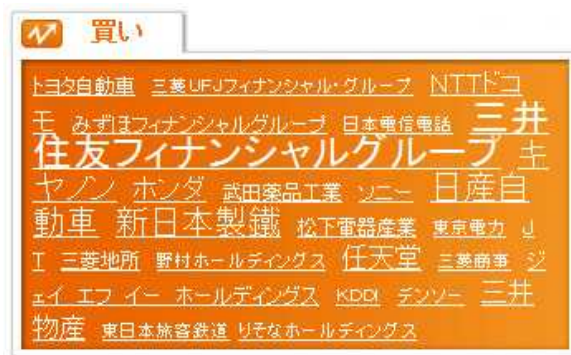 買い
トヨタ自動車 三菱UFJフィナンシャル・グループ NTTドコ
モ みずほフィナンシャルグループ 日本電信電話 三井
住友フィナンシャルグループ キ
ヤノン ホンダ 武田薬品工業 ソニー 日産自
動車 新日本製鐵 松下電器産業 東京電力 J
T 三菱地所 野村ホールディングス 任天堂 三菱商事 ジ
ェイ エフ イー ホールディングス KDDI デンソー 三井
物産 東日本旅客鉄道 りそなホールディングス